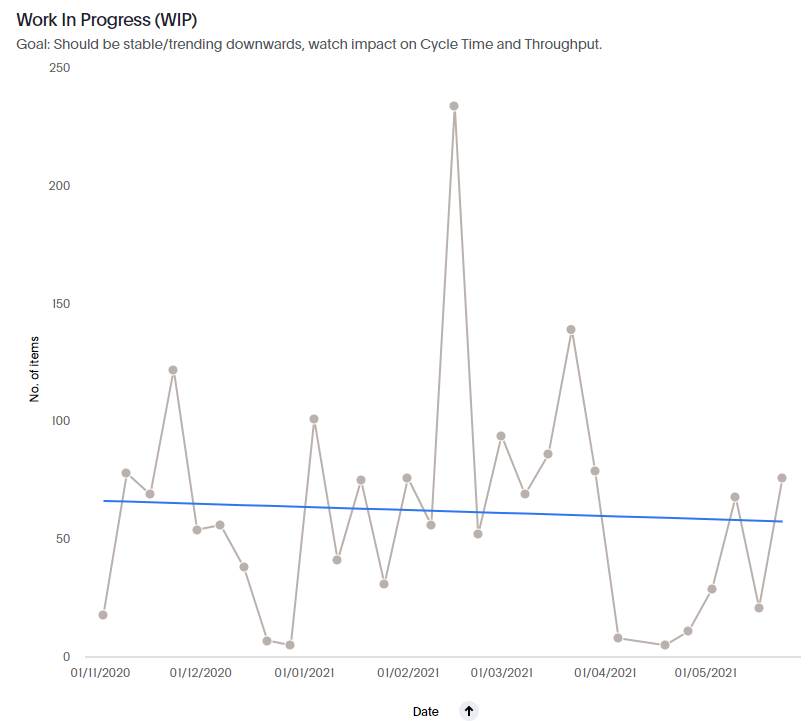 Work In Progress (WIP)
Goal: Should be stable/trending downwards, watch impact on Cycle Time and Throughput.
250
200
150
100
50
0
No. of items
01/11/2020 01/12/2020 01/01/2021 01/02/2021 01/03/2021 01/04/2021 01/05/2021
Date